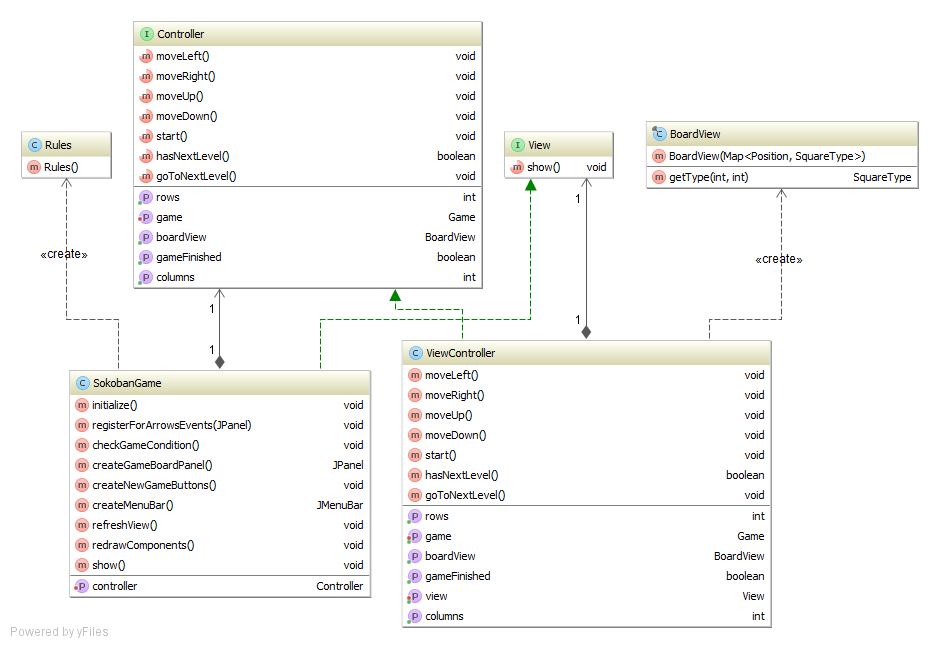 I Controller
m moveLeft() void
m moveRight() void
m moveUp() void
m moveDown() void
m start() void
m hasNextLevel() boolean
m goToNextLevel() void
P rows int
P game Game
P boardView BoardView
P gameFinished boolean
P columns int
C Rules
m Rules()
I View
m show() void
C BoardView
m BoardView(Map<Position, SquareType>)
m getType(int, int) SquareType
«create»
«create»
1
1
1
1
C SokobanGame
m initialize() void
m registerForArrowsEvents(JPanel) void
m checkGameCondition() void
m createGameBoardPanel() JPanel
m createNewGameButtons() void
m createMenuBar() JMenuBar
m refreshView() void
m redrawComponents() void
m show() void
P controller Controller
C ViewController
m moveLeft() void
m moveRight() void
m moveUp() void
m moveDown() void
m start() void
m hasNextLevel() boolean
m goToNextLevel() void
P rows int
P game Game
P boardView BoardView
P gameFinished boolean
P view View
P columns int
Powered by yFiles